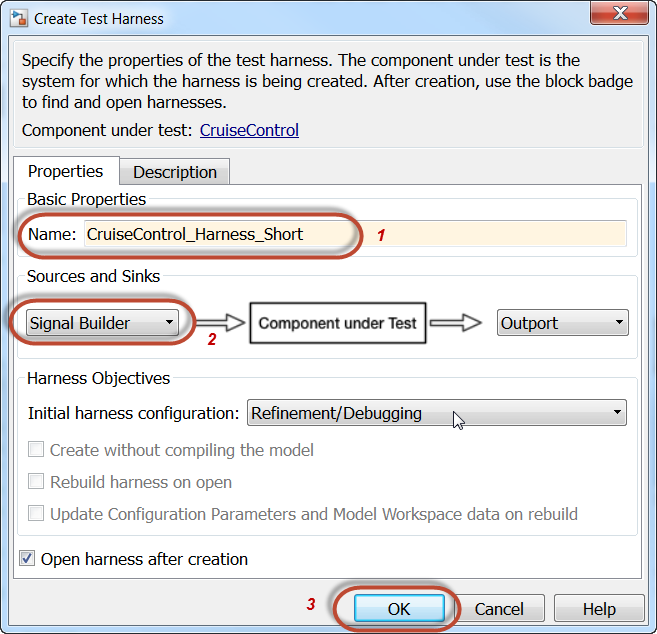 Create Test Harness
Specify the properties of the test harness. The component under test is the
system for which the harness is being created. After creation, use the block badge
to find and open harnesses.
Component under test: CruiseControl
Properties
Description
Basic Properties
Name: CruiseControl_Harness_Short
1
Sources and Sinks
Signal Builder
2
Component under Test
Outport
Harness Objectives
Initial harness configuration: Refinement/Debugging
Create without compiling the model
Rebuild harness on open
Update Configuration Parameters and Model Workspace data on rebuild
Open harness after creation
3
OK
Cancel
Help